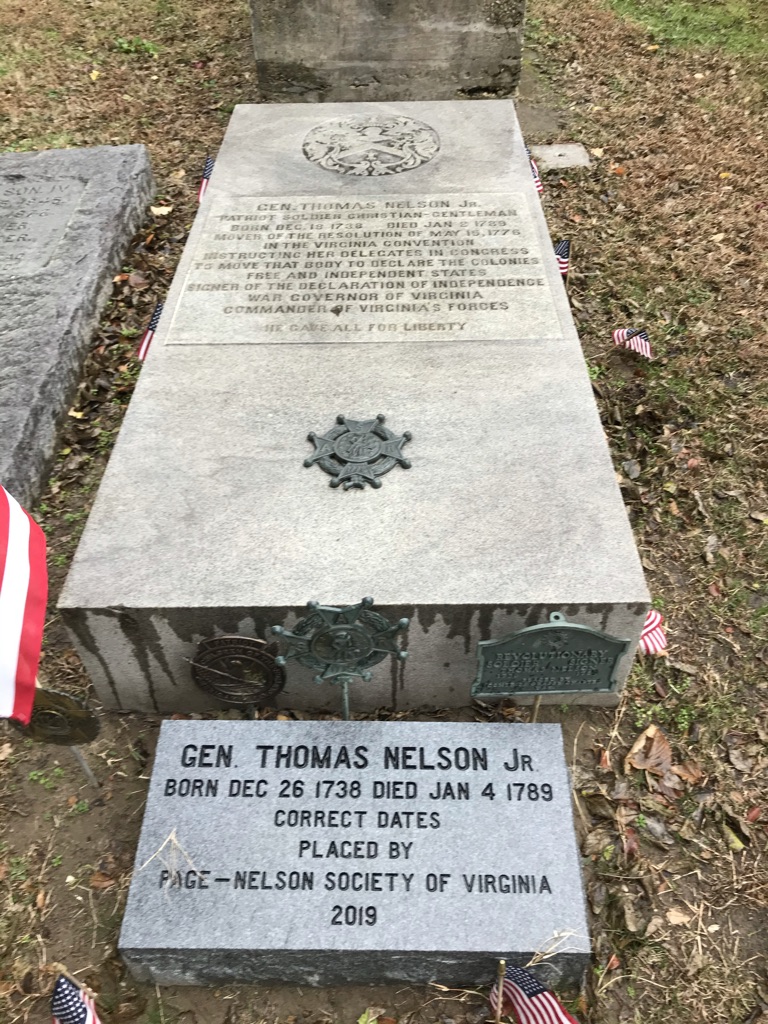 SON IV
GEN. THOMAS NELSON JR.
PATRIOT SOLDIER CHRISTIAN-GENTLEMAN
BORN DEC. 19 1738 DIED JAN 2 1789
MOVER OF THE RESOLUTION OF MAY 15, 1776
IN THE VIRGINIA CONVENTION
INSTRUCTING HER DELEGATES IN CONGRESS
TO MOVE THAT BODY TO DECLARE THE COLONIES
FREE AND INDEPENDENT STATES
SIGNER OF THE DECLARATION OF INDEPENDENCE
WAR GOVERNOR OF VIRGINIA
COMMANDER OF VIRGINIA'S FORCES
HE GAVE ALL FOR LIBERTY
REVOLUTIONARY
GEN. THOMAS NELSON JR.
BORN DEC 26 1738 DIED JAN 4 1789
CORRECT DATES
PLACED BY
PAGE-NELSON SOCIETY OF VIRGINIA
2019